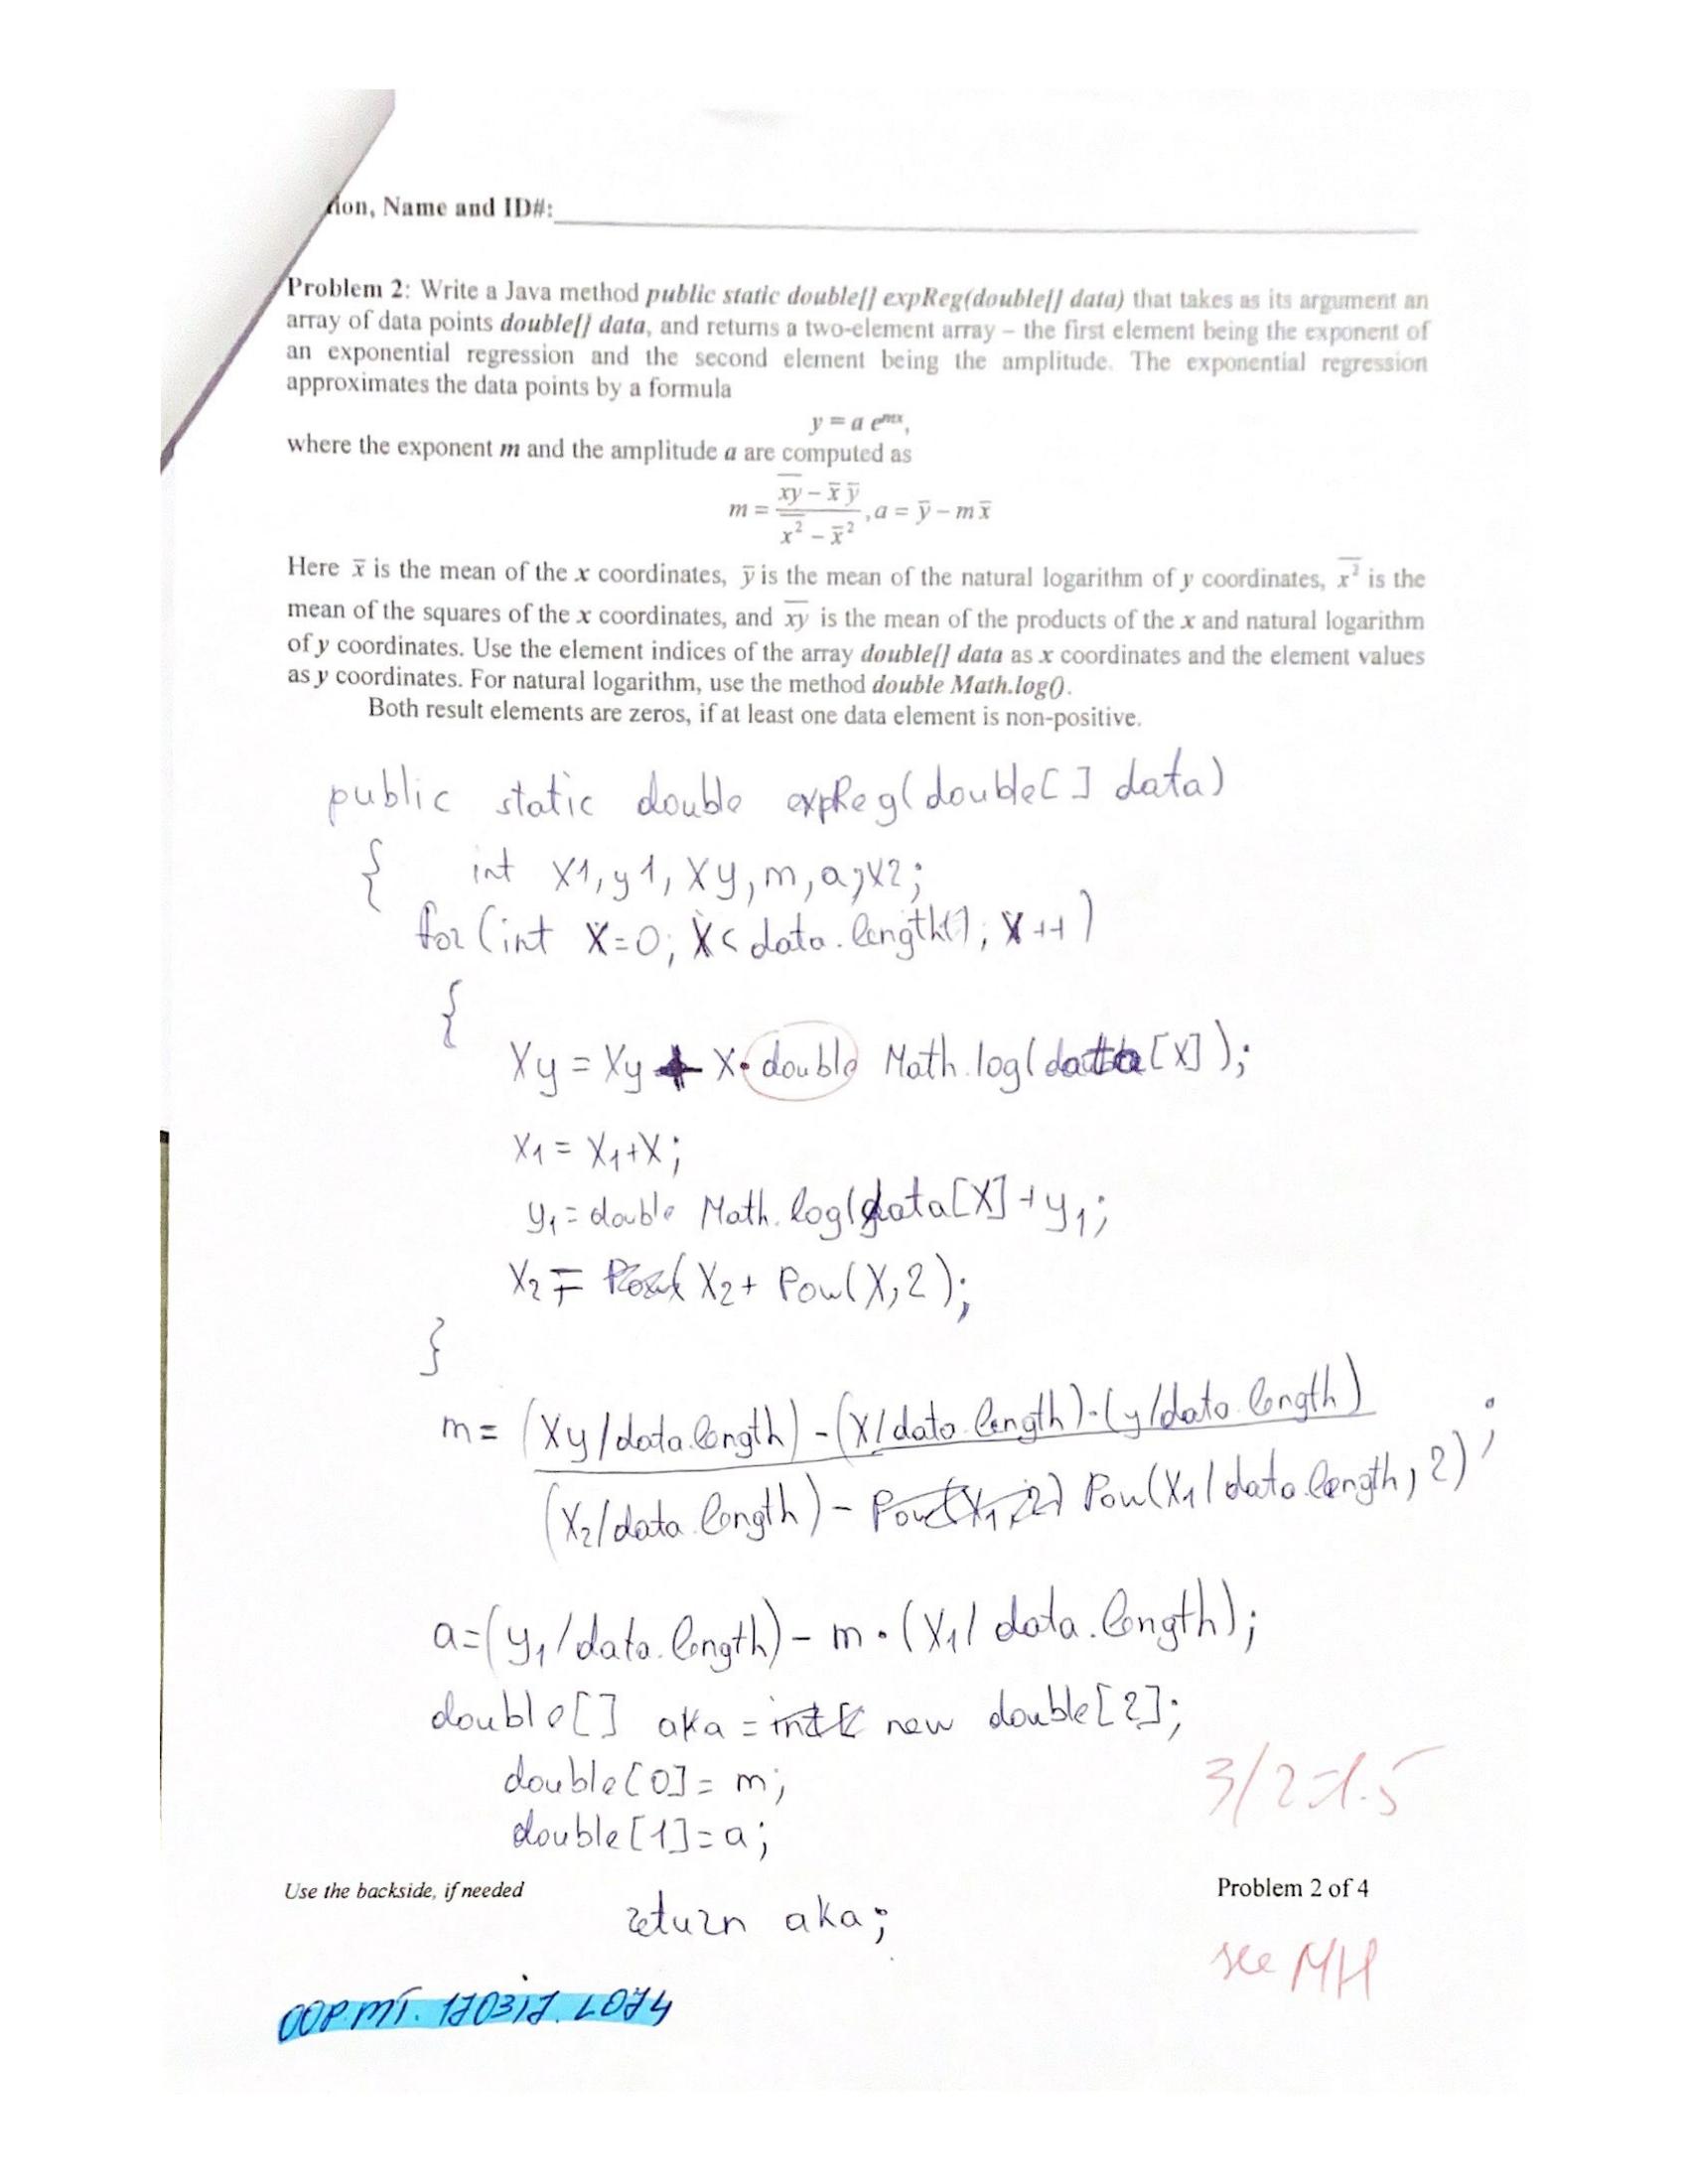 ion, Name and ID#:
Problem 2: Write a Java method public static double[] expReg(double[] data) that takes as its argument an
array of data points double[] data, and returns a two-element array – the first element being the exponent of
an exponential regression and the second element being the amplitude. The exponential regression
approximates the data points by a formula
y = a e^{mx},
where the exponent m and the amplitude a are computed as
m = \frac{\overline{xy} - \bar{x}\,\bar{y}}{\overline{x^2} - \bar{x}^2}, a = \bar{y} - m\bar{x}
Here x̄ is the mean of the x coordinates, ȳ is the mean of the natural logarithm of y coordinates, \overline{x^2} is the
mean of the squares of the x coordinates, and \overline{xy} is the mean of the products of the x and natural logarithm
of y coordinates. Use the element indices of the array double[] data as x coordinates and the element values
as y coordinates. For natural logarithm, use the method double Math.log().
Both result elements are zeros, if at least one data element is non-positive.
public static double expReg(double[] data)
{ int x1, y1, xy, m, a, x2;
for (int x=0; x< data.length(); x++)
{
xy = xy + x· double Math.log(data[x]);
x1 = x1+x;
y1 = double Math.log(data[x] + y1;
x2 = x2+ Pow(x,2);
}
m = (xy/data.length) - (x/data.length)·(y/data.length)
(x2/data.length) - Pow(x1/data.length, 2) ;
a=(y1/data.length) - m·(x1/data.length);
double[] aka = new double[2];
double[0] = m;
double[1]=a;
3/2=1.5
Use the backside, if needed
Problem 2 of 4
return aka;
see MH
OOP.MT.170317.L074